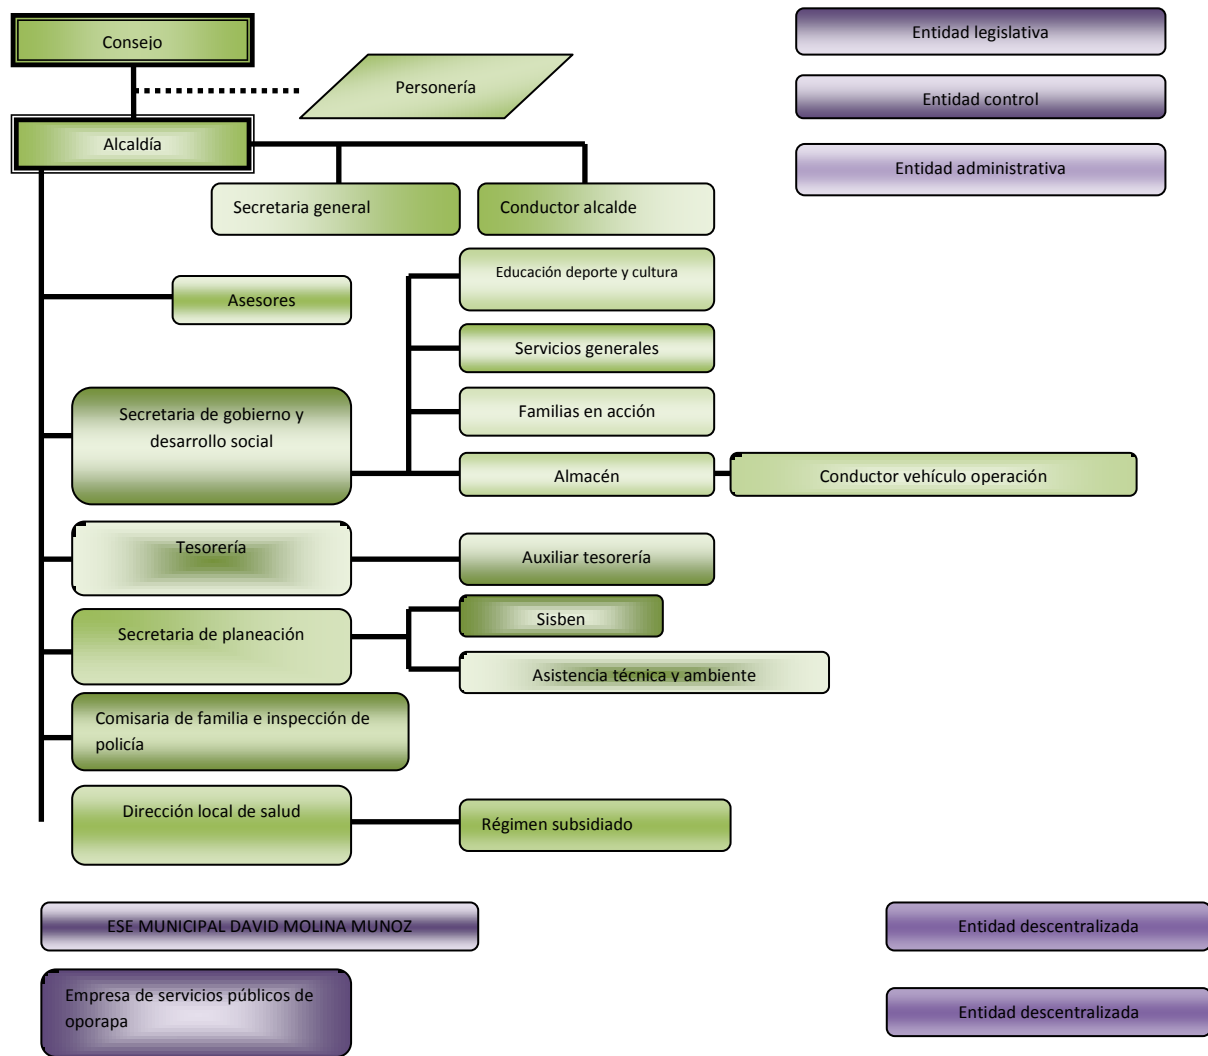 Consejo
Entidad legislativa
Personería
Entidad control
Alcaldía
Entidad administrativa
Secretaria general
Conductor alcalde
Educación deporte y cultura
Asesores
Servicios generales
Secretaria de gobierno y
desarrollo social
Familias en acción
Almacén
Conductor vehículo operación
Tesorería
Auxiliar tesorería
Sisben
Secretaria de planeación
Asistencia técnica y ambiente
Comisaria de familia e inspección de
policía
Dirección local de salud
Régimen subsidiado
ESE MUNICIPAL DAVID MOLINA MUNOZ
Entidad descentralizada
Empresa de servicios públicos de
oporapa
Entidad descentralizada